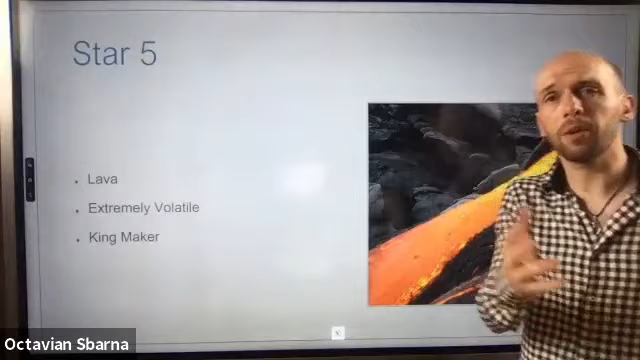 Star 5
Lava
Extremely Volatile
King Maker
Octavian Sbarna